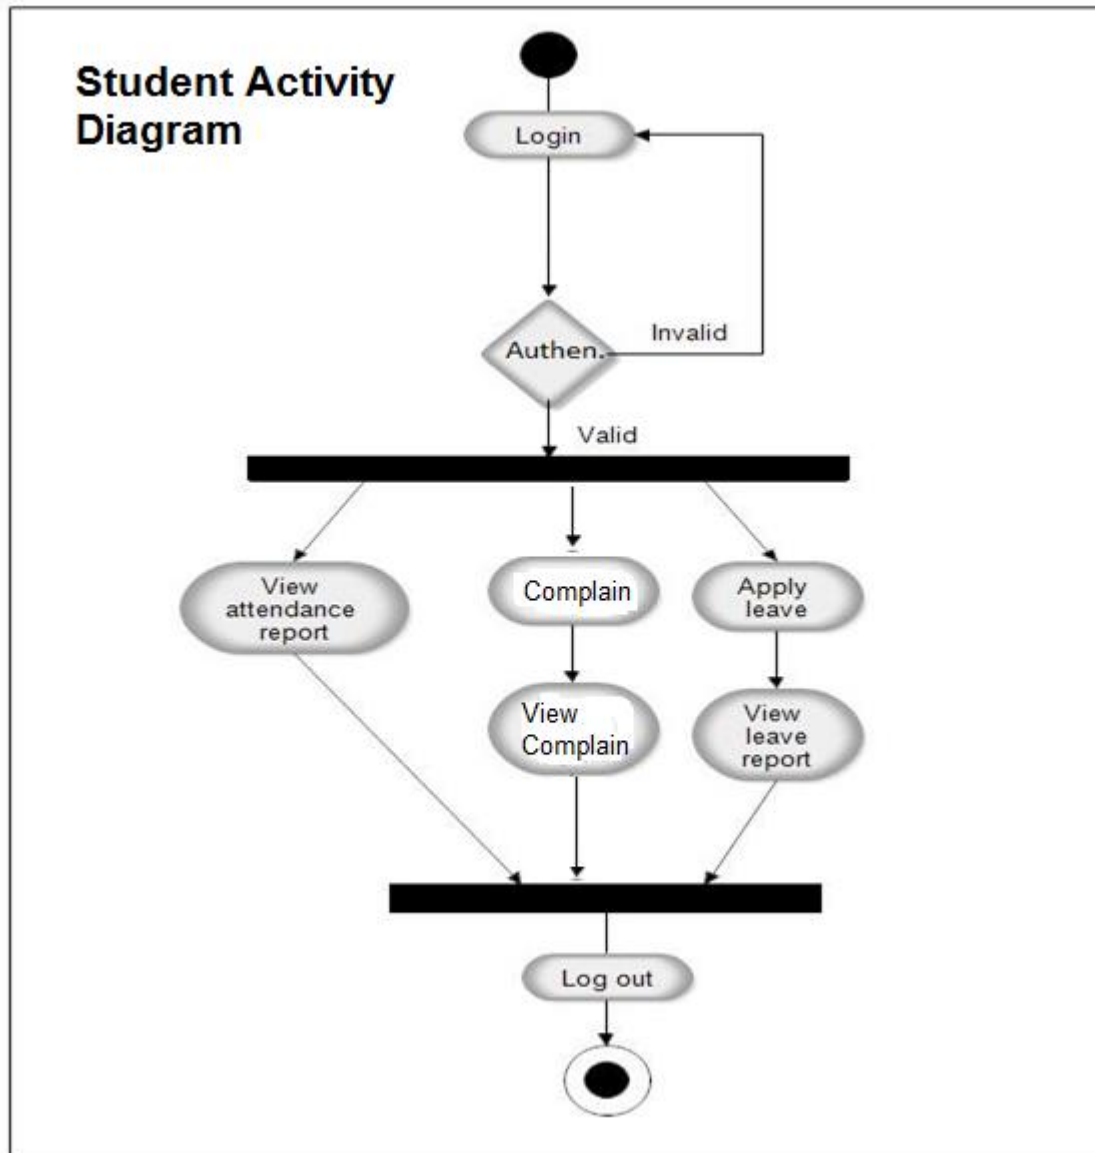 Student Activity
Diagram
Login
Invalid
Authen.
Valid
View
attendance
report
Complain
Apply
leave
View
Complain
View
leave
report
Log out